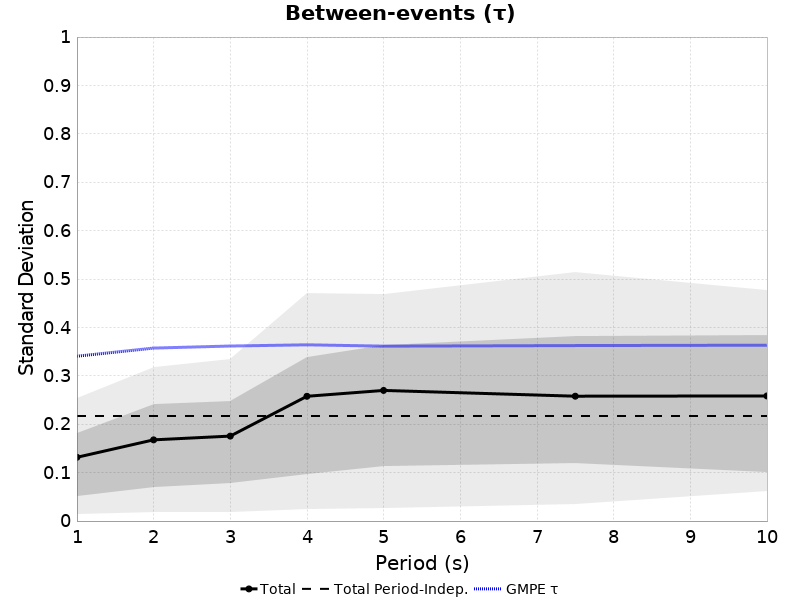 Between-events (τ)
1
0.9
0.8
0.7
0.6
0.5
0.4
0.3
0.2
0.1
0
Standard Deviation
1 2 3 4 5 6 7 8 9 10
Period (s)
Total Total Period-Indep. GMPE τ